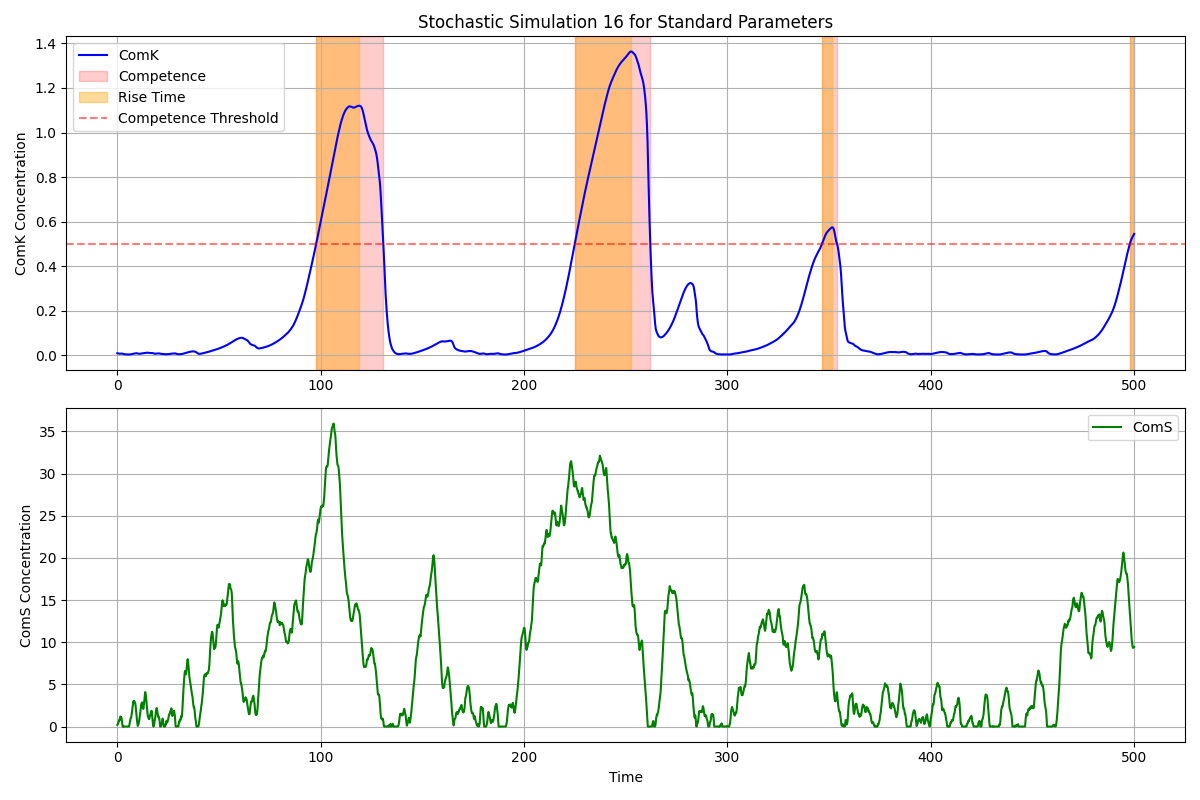 Stochastic Simulation 16 for Standard Parameters
ComK Concentration
1.4
1.2
1.0
0.8
0.6
0.4
0.2
0.0
ComK
Competence
Rise Time
Competence Threshold
0 100 200 300 400 500
ComS Concentration
35
30
25
20
15
10
5
0
ComS
0 100 200 300 400 500
Time